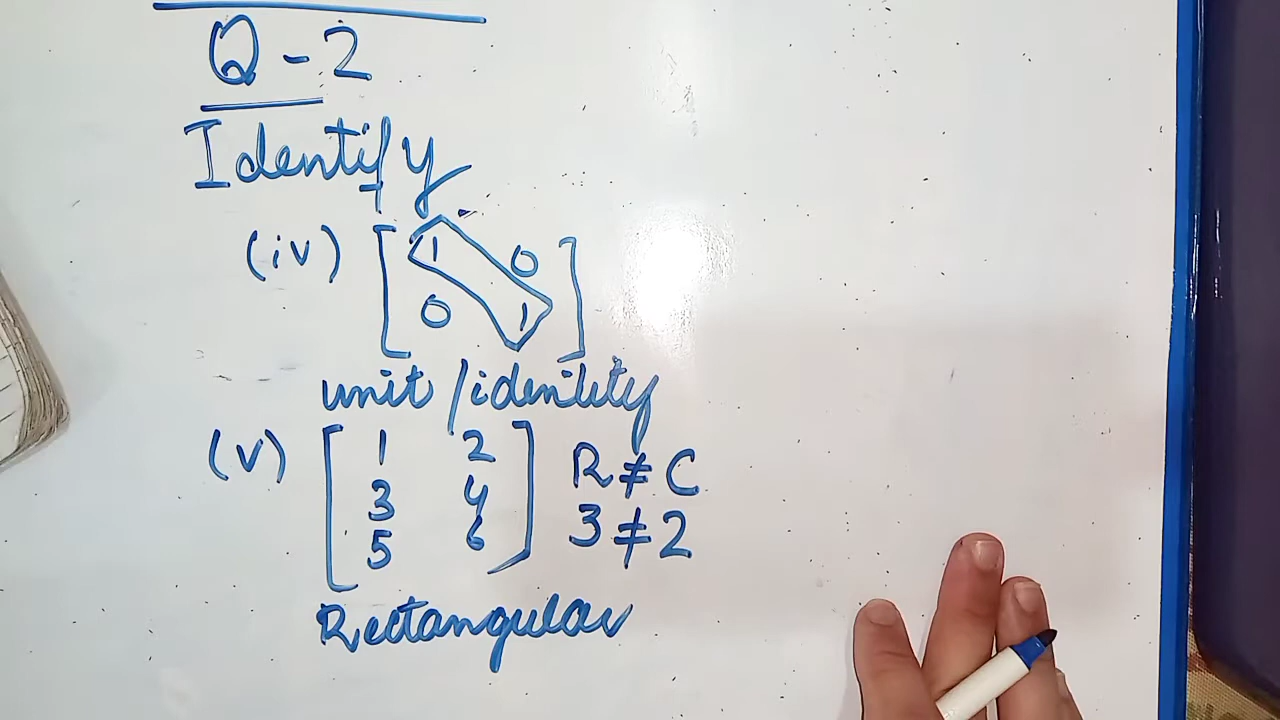 Q - 2
Identify
(iv) [ 1 0
0 1 ]
unit / identity
(v) [ 1 2 ] R ≠ C
3 4 3 ≠ 2
5 6
Rectangular